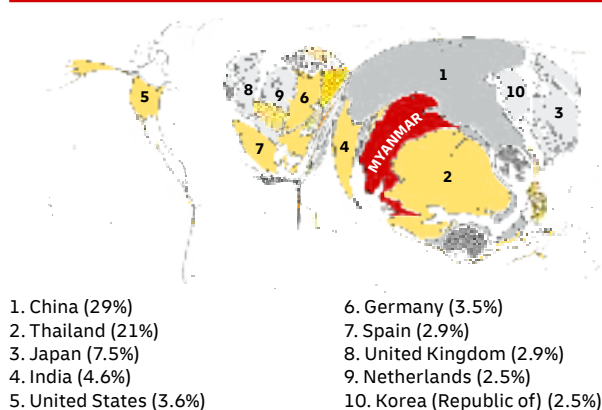 1
8
9
6
10
3
5
7
4
MYANMAR
2
1. China (29%)
2. Thailand (21%)
3. Japan (7.5%)
4. India (4.6%)
5. United States (3.6%)
6. Germany (3.5%)
7. Spain (2.9%)
8. United Kingdom (2.9%)
9. Netherlands (2.5%)
10. Korea (Republic of) (2.5%)